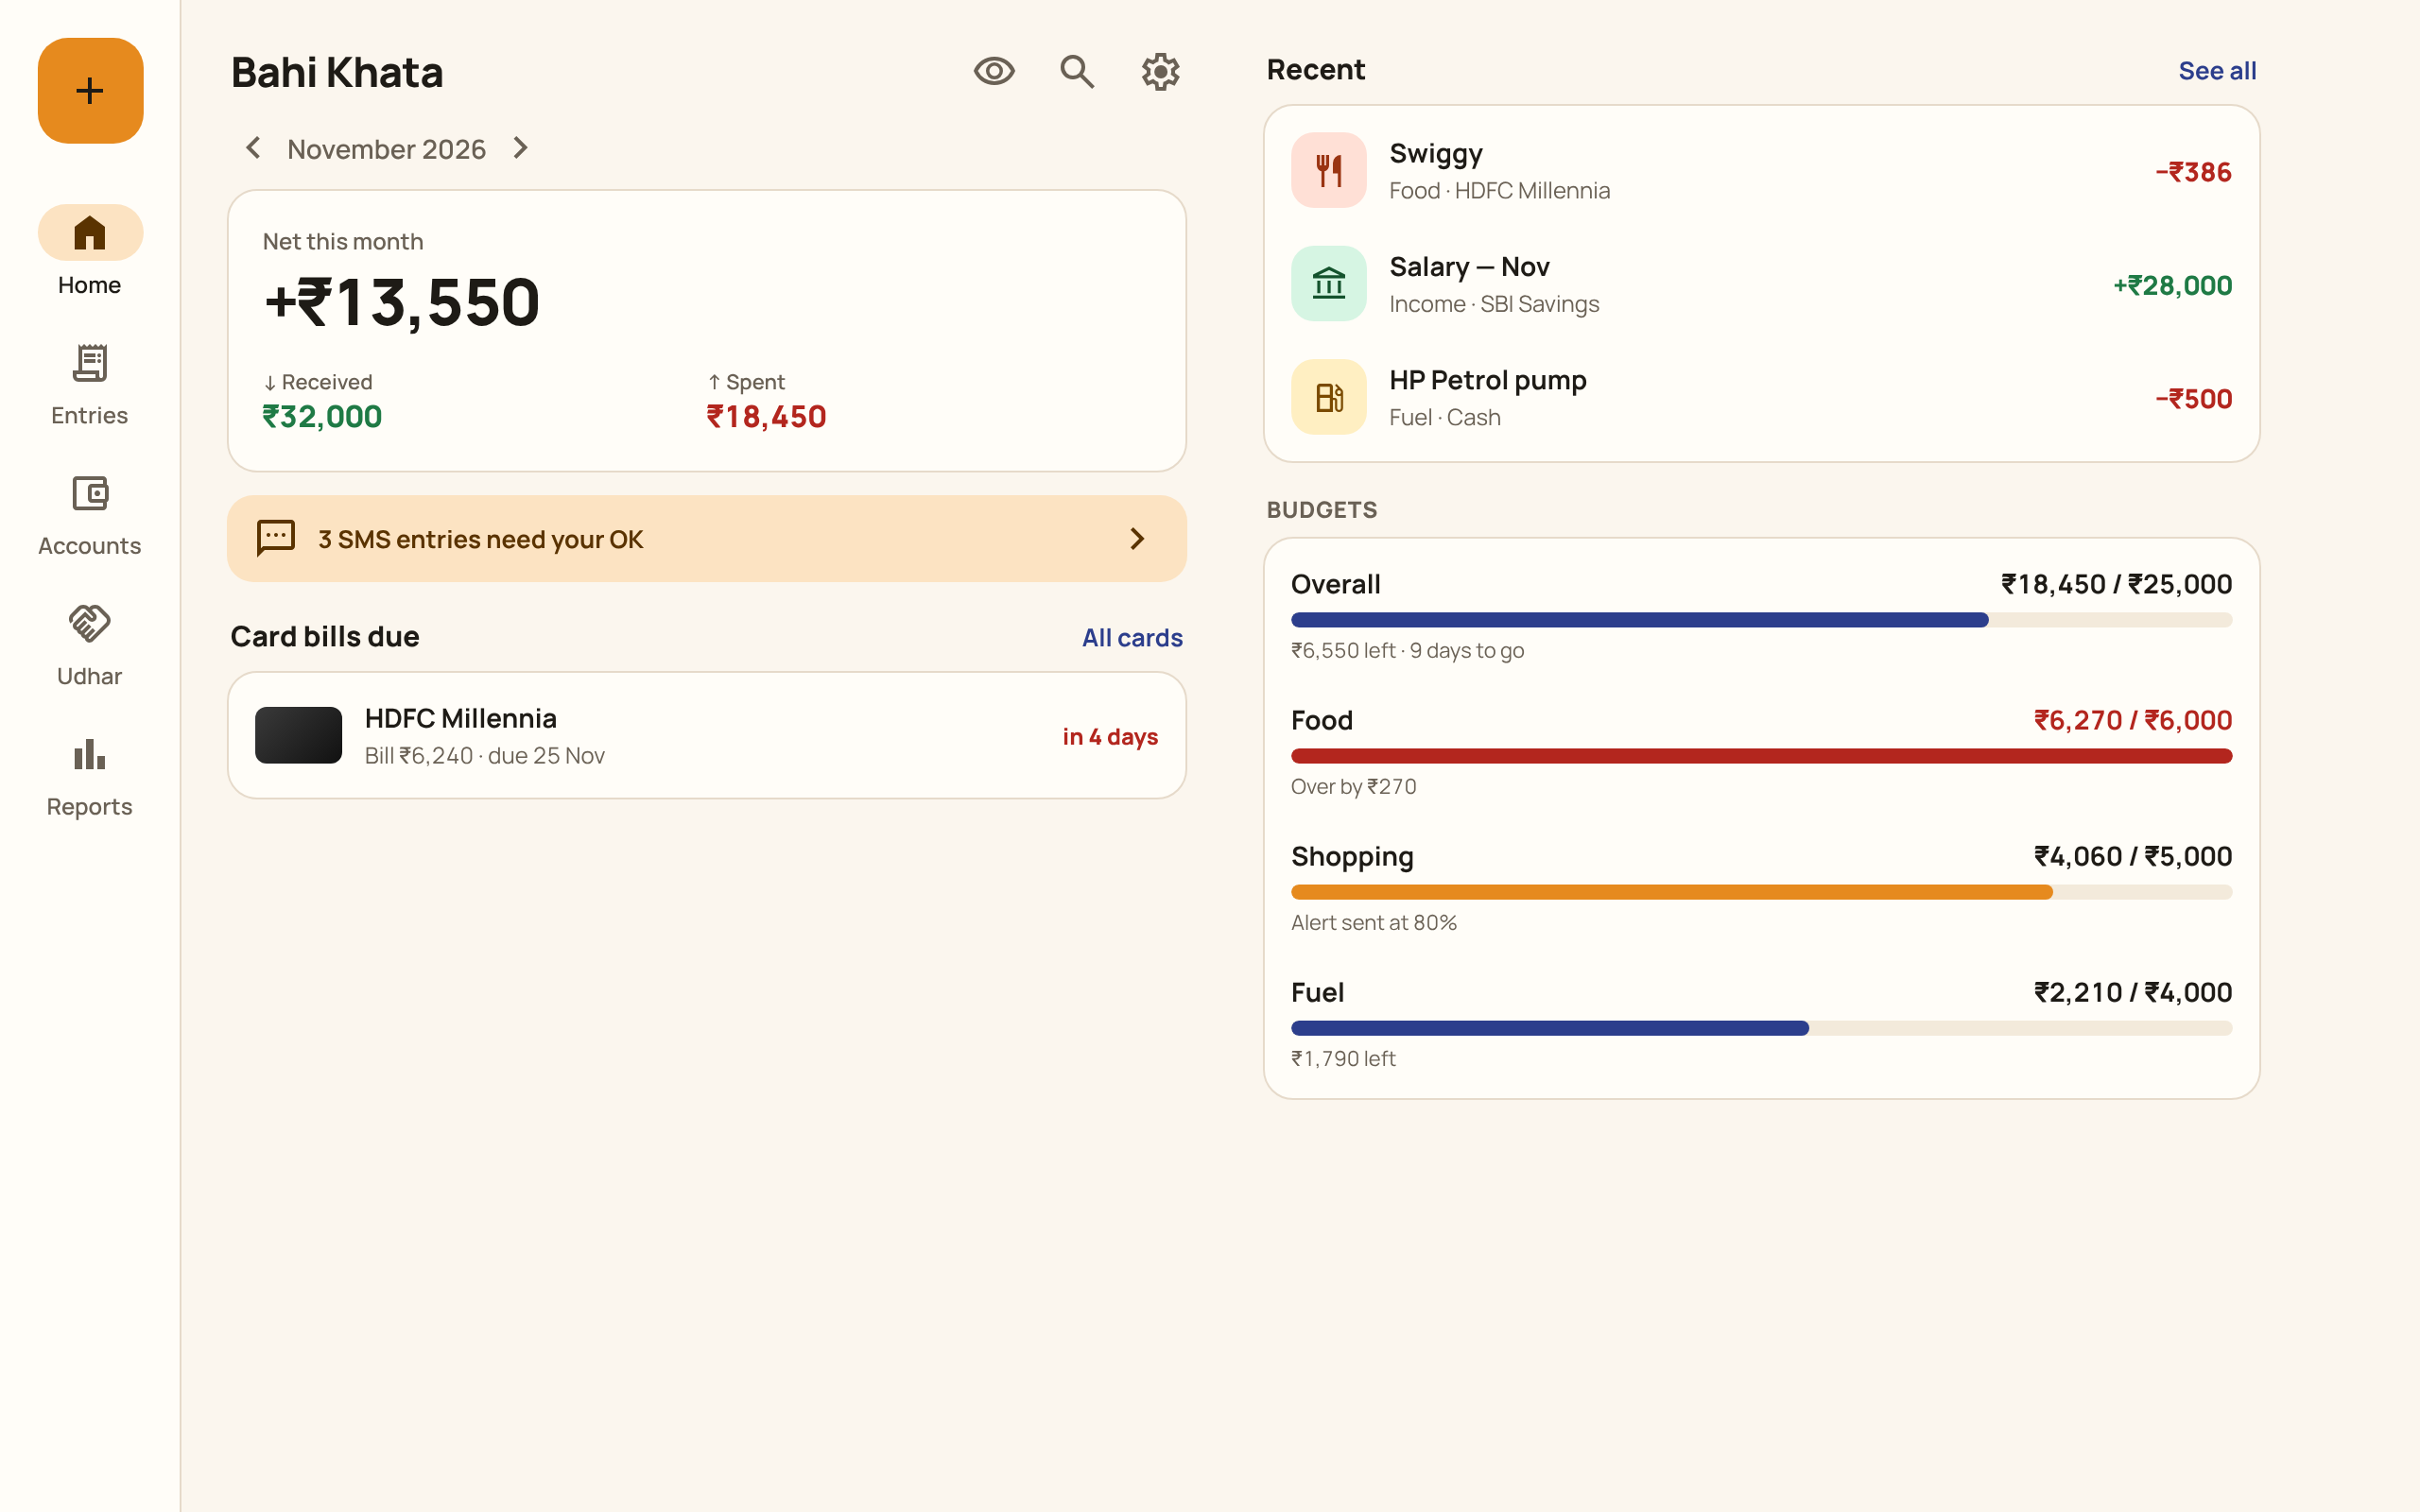 Home
Entries
Accounts
Udhar
Reports
Bahi Khata
November 2026
Net this month
+₹13,550
↓ Received
₹32,000
↑ Spent
₹18,450
3 SMS entries need your OK
Card bills due
All cards
HDFC Millennia
Bill ₹6,240 · due 25 Nov
in 4 days
Recent
See all
Swiggy
Food · HDFC Millennia
−₹386
Salary — Nov
Income · SBI Savings
+₹28,000
HP Petrol pump
Fuel · Cash
−₹500
BUDGETS
Overall
₹18,450 / ₹25,000
₹6,550 left · 9 days to go
Food
₹6,270 / ₹6,000
Over by ₹270
Shopping
₹4,060 / ₹5,000
Alert sent at 80%
Fuel
₹2,210 / ₹4,000
₹1,790 left